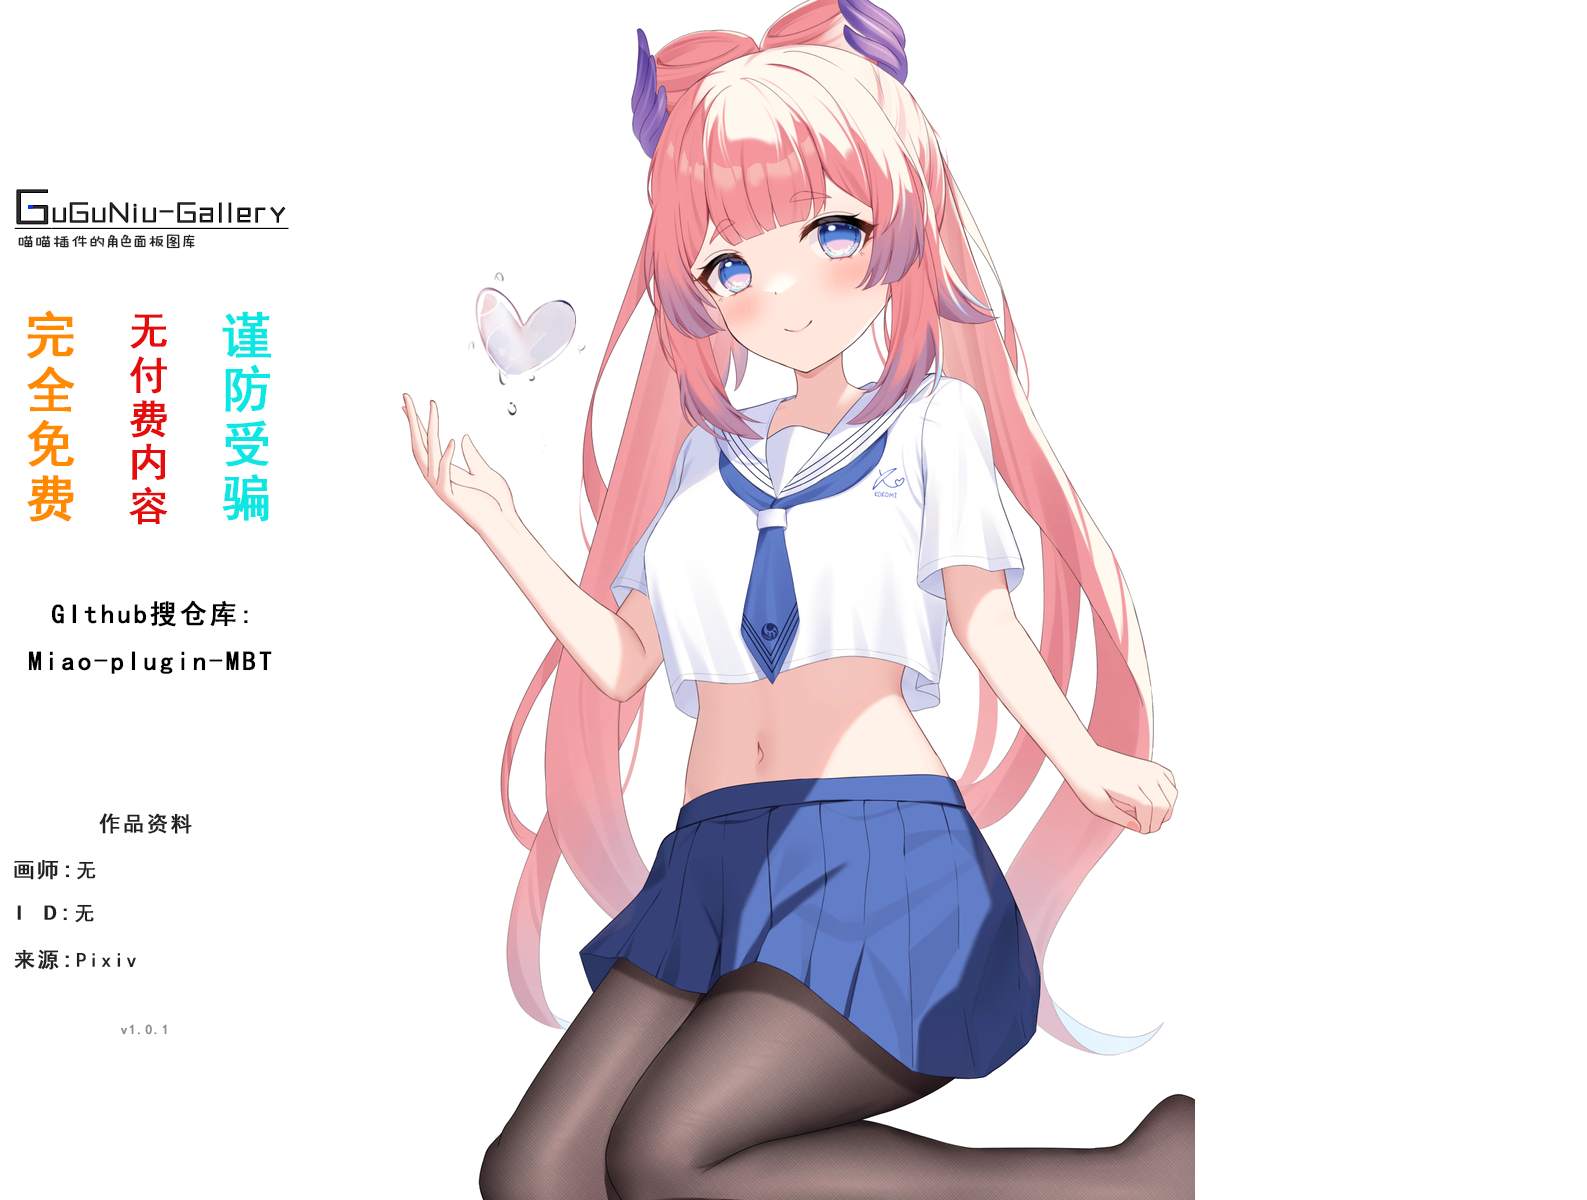 GuGuNiu-Gallery
喵喵插件的角色面板图库
完全免费
无付费内容
谨防受骗
GIthub搜仓库:
Miao-plugin-MBT
作品资料
画师:无
I D:无
来源:Pixiv
v1.0.1
KOKOMI